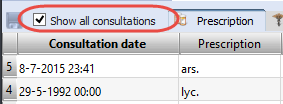 Show all consultations Prescription
Consultation date Prescription
5 8-7-2015 23:41 ars.
4 29-5-1992 00:00 lyc.